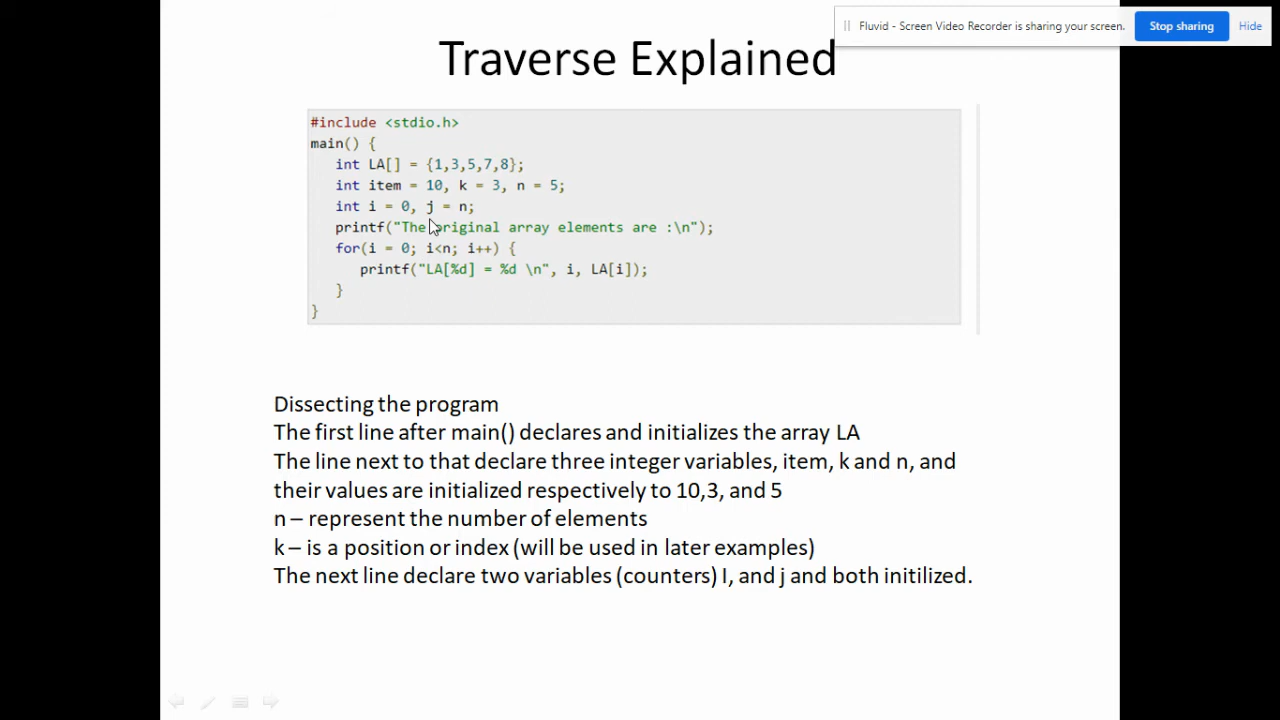 Fluvid - Screen Video Recorder is sharing your screen.
Stop sharing
Hide
Traverse Explained
#include <stdio.h>
main() {
   int LA[] = {1,3,5,7,8};
   int item = 10, k = 3, n = 5;
   int i = 0, j = n;
   printf("The original array elements are :\n");
   for(i = 0; i<n; i++) {
      printf("LA[%d] = %d \n", i, LA[i]);
   }
}
Dissecting the program
The first line after main() declares and initializes the array LA
The line next to that declare three integer variables, item, k and n, and
their values are initialized respectively to 10,3, and 5
n – represent the number of elements
k – is a position or index (will be used in later examples)
The next line declare two variables (counters) I, and j and both initilized.